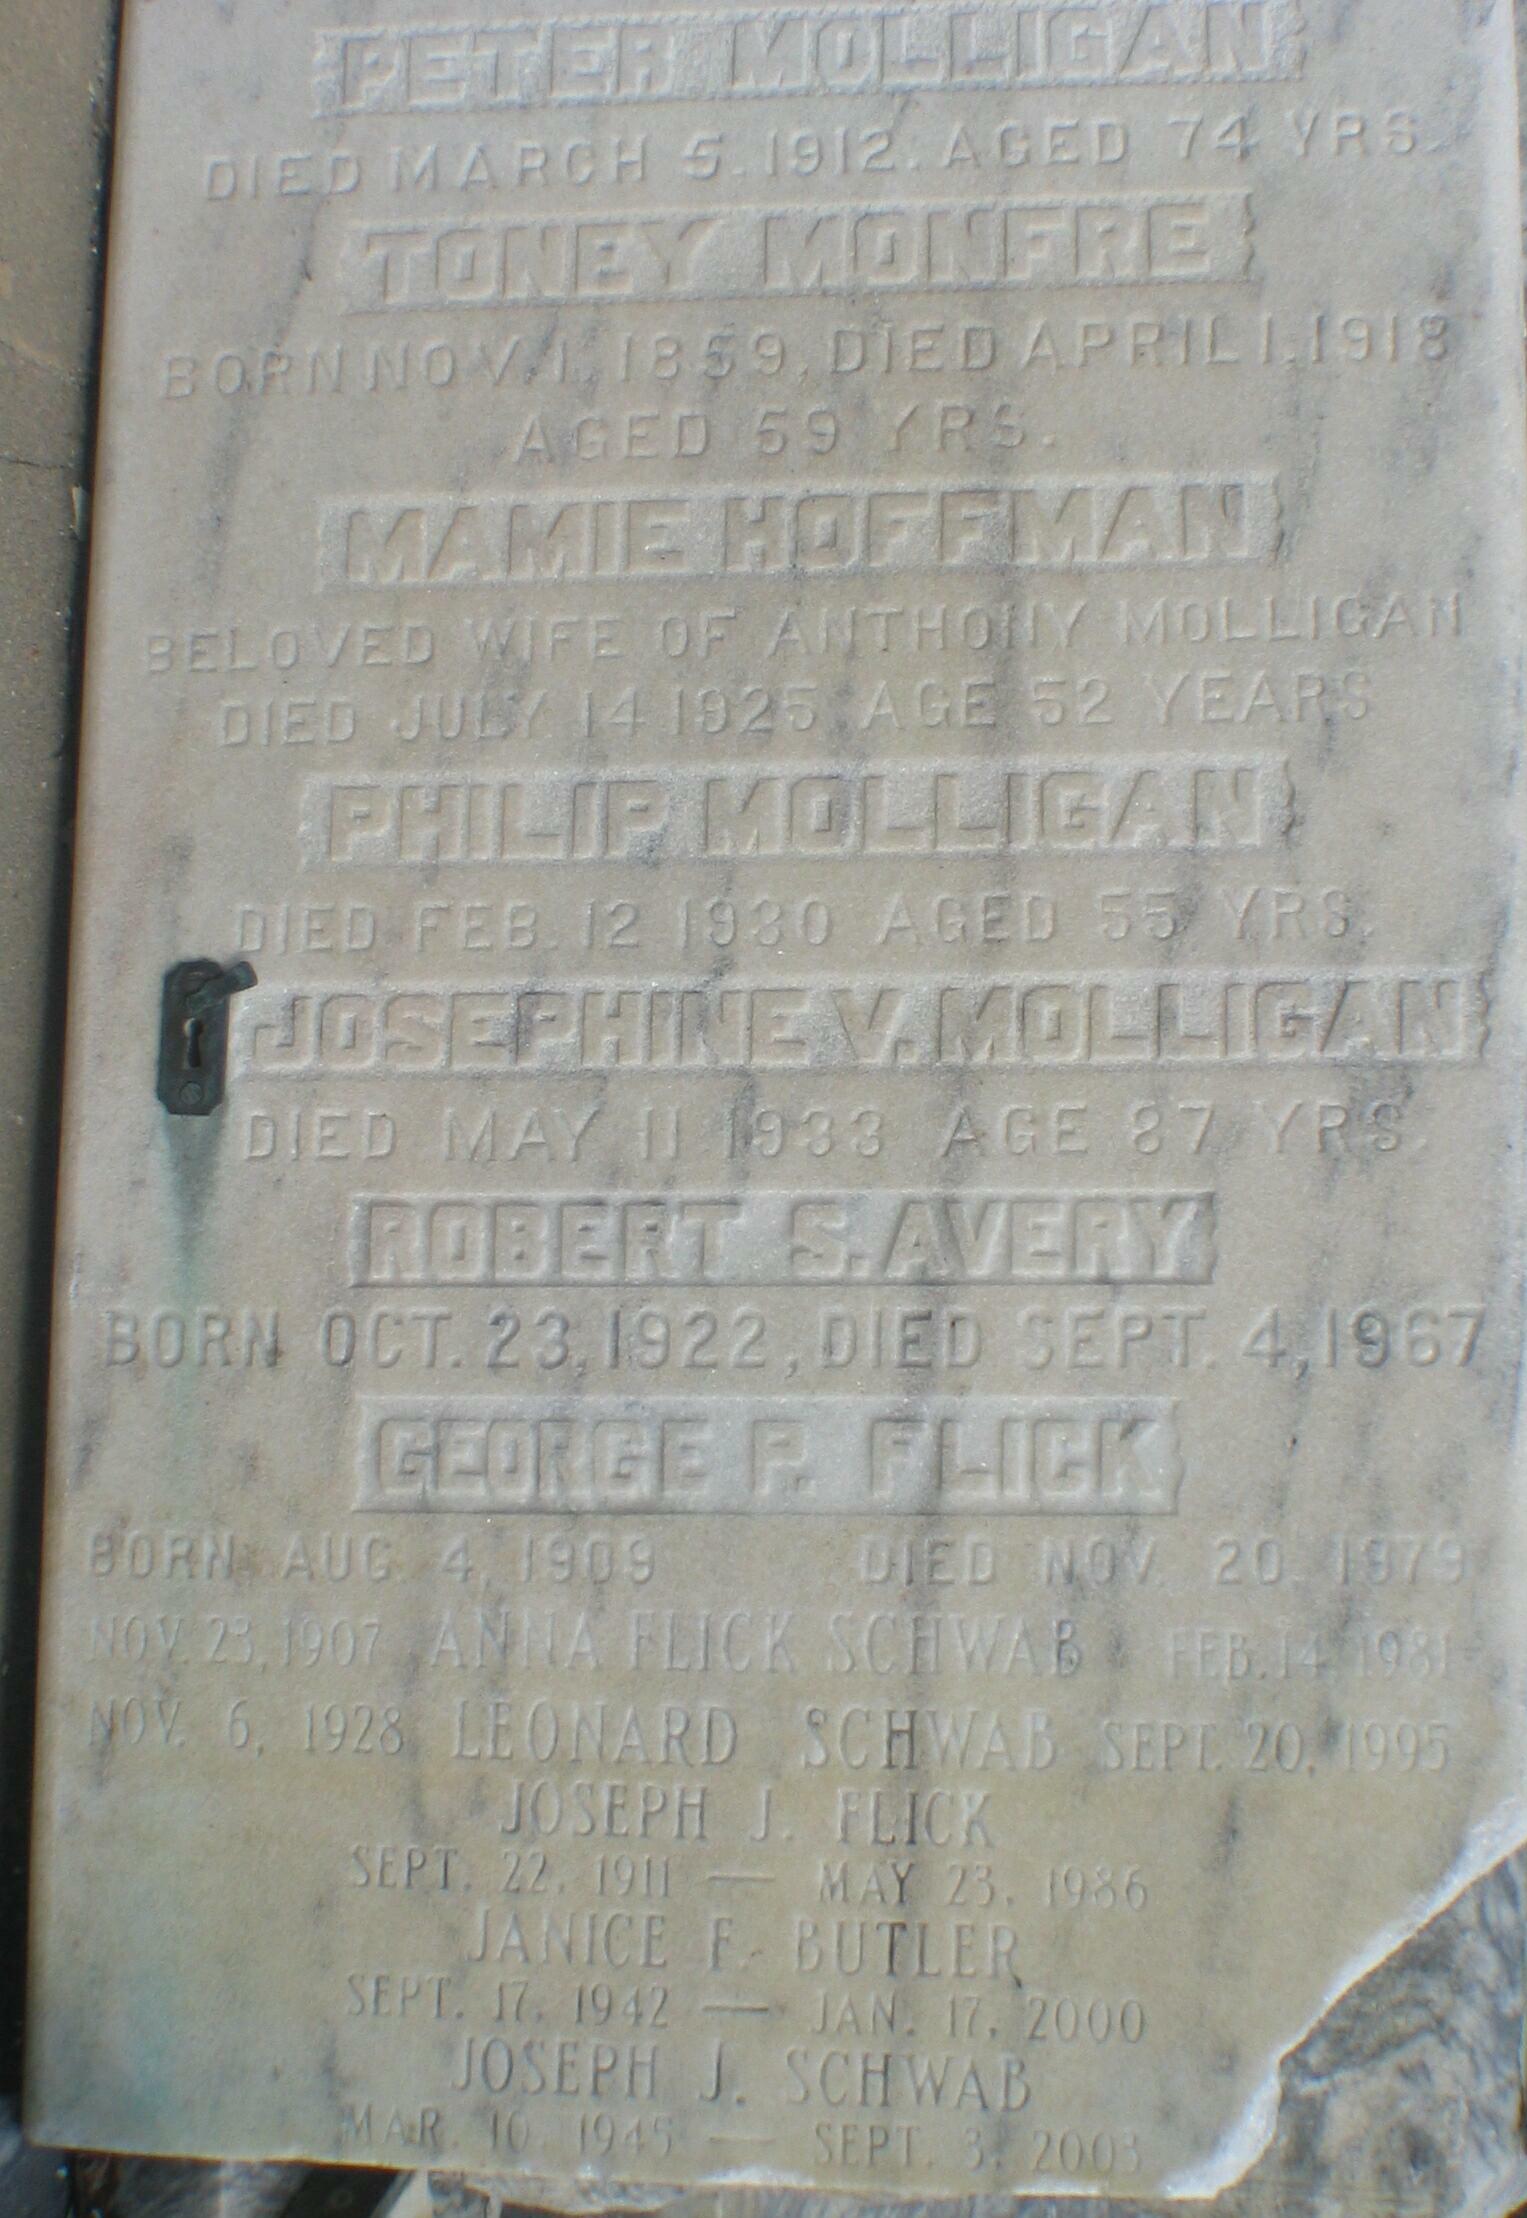 PETER MOLLIGAN
DIED MARCH 5. 1912. AGED 74 YRS.
TONEY MONFRE
BORN NOV. 1, 1859, DIED APRIL 1, 1918
AGED 59 YRS.
MAMIE HOFFMAN
BELOVED WIFE OF ANTHONY MOLLIGAN
DIED JULY 14 1925 AGE 52 YEARS
PHILIP MOLLIGAN
DIED FEB. 12 1930 AGED 55 YRS.
JOSEPHINE V. MOLLIGAN
DIED MAY 11 1933 AGE 87 YRS.
ROBERT S. AVERY
BORN OCT. 23, 1922, DIED SEPT. 4, 1967
GEORGE P. FLICK
BORN AUG. 4, 1909 DIED NOV. 20 1979
NOV. 23, 1907 ANNA FLICK SCHWAB FEB. 14, 1981
NOV. 6, 1928 LEONARD SCHWAB SEPT. 20, 1995
JOSEPH J. FLICK
SEPT. 22, 1911 — MAY 23, 1986
JANICE F. BUTLER
SEPT. 17, 1942 — JAN. 17, 2000
JOSEPH J. SCHWAB
MAR. 10, 1945 — SEPT. 3, 2003